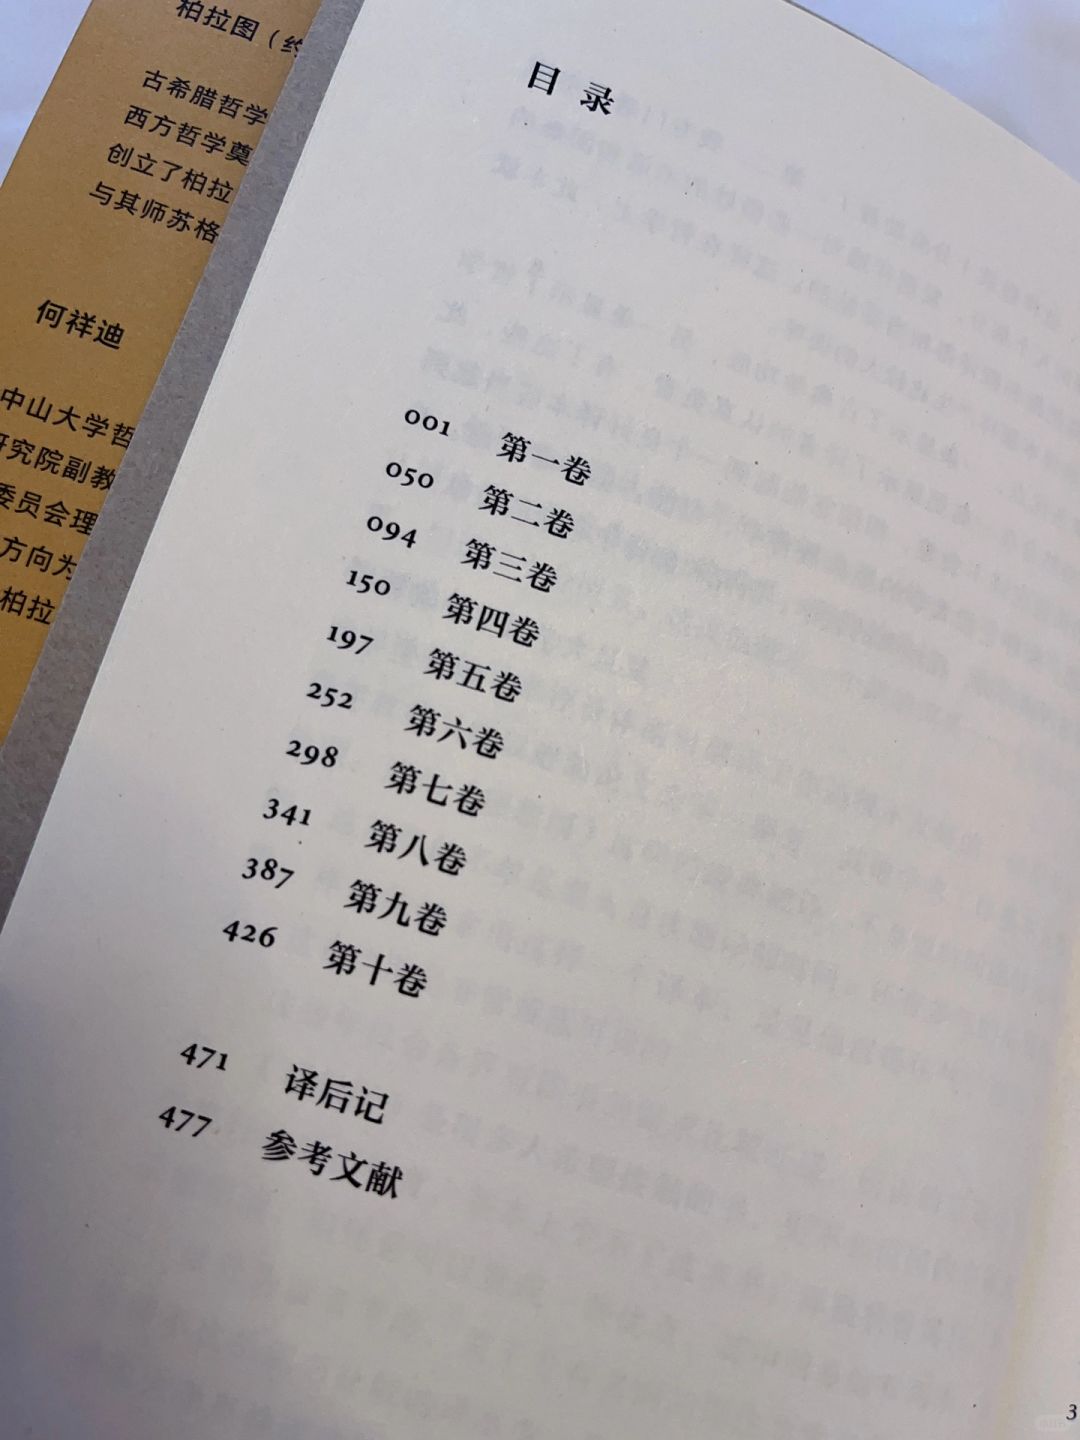 柏拉图（约
古希腊哲学
西方哲学奠
创立了柏拉
与其师苏格
何祥迪
中山大学哲
研究院副教
委员会理
方向为
柏拉
目录
001 第一卷
050 第二卷
094 第三卷
150 第四卷
197 第五卷
252 第六卷
298 第七卷
341 第八卷
387 第九卷
426 第十卷
471 译后记
477 参考文献
3